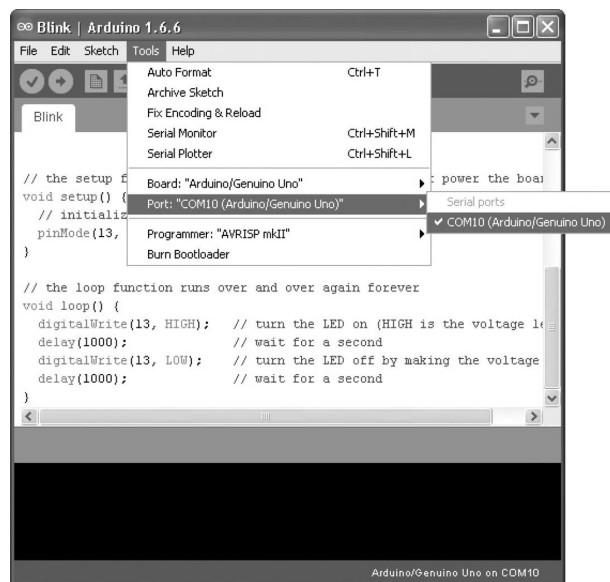 Blink | Arduino 1.6.6
File Edit Sketch Tools Help
Auto Format Ctrl+T
Archive Sketch
Fix Encoding & Reload
Serial Monitor Ctrl+Shift+M
Serial Plotter Ctrl+Shift+L
Board: "Arduino/Genuino Uno"
Port: "COM10 (Arduino/Genuino Uno)"
Programmer: "AVRISP mkII"
Burn Bootloader
Serial ports
COM10 (Arduino/Genuino Uno)
Blink
// the setup f t power the boar
void setup() {
// initializ
pinMode(13,
}
// the loop function runs over and over again forever
void loop() {
digitalWrite(13, HIGH); // turn the LED on (HIGH is the voltage le
delay(1000); // wait for a second
digitalWrite(13, LOW); // turn the LED off by making the voltage
delay(1000); // wait for a second
}
Arduino/Genuino Uno on COM10